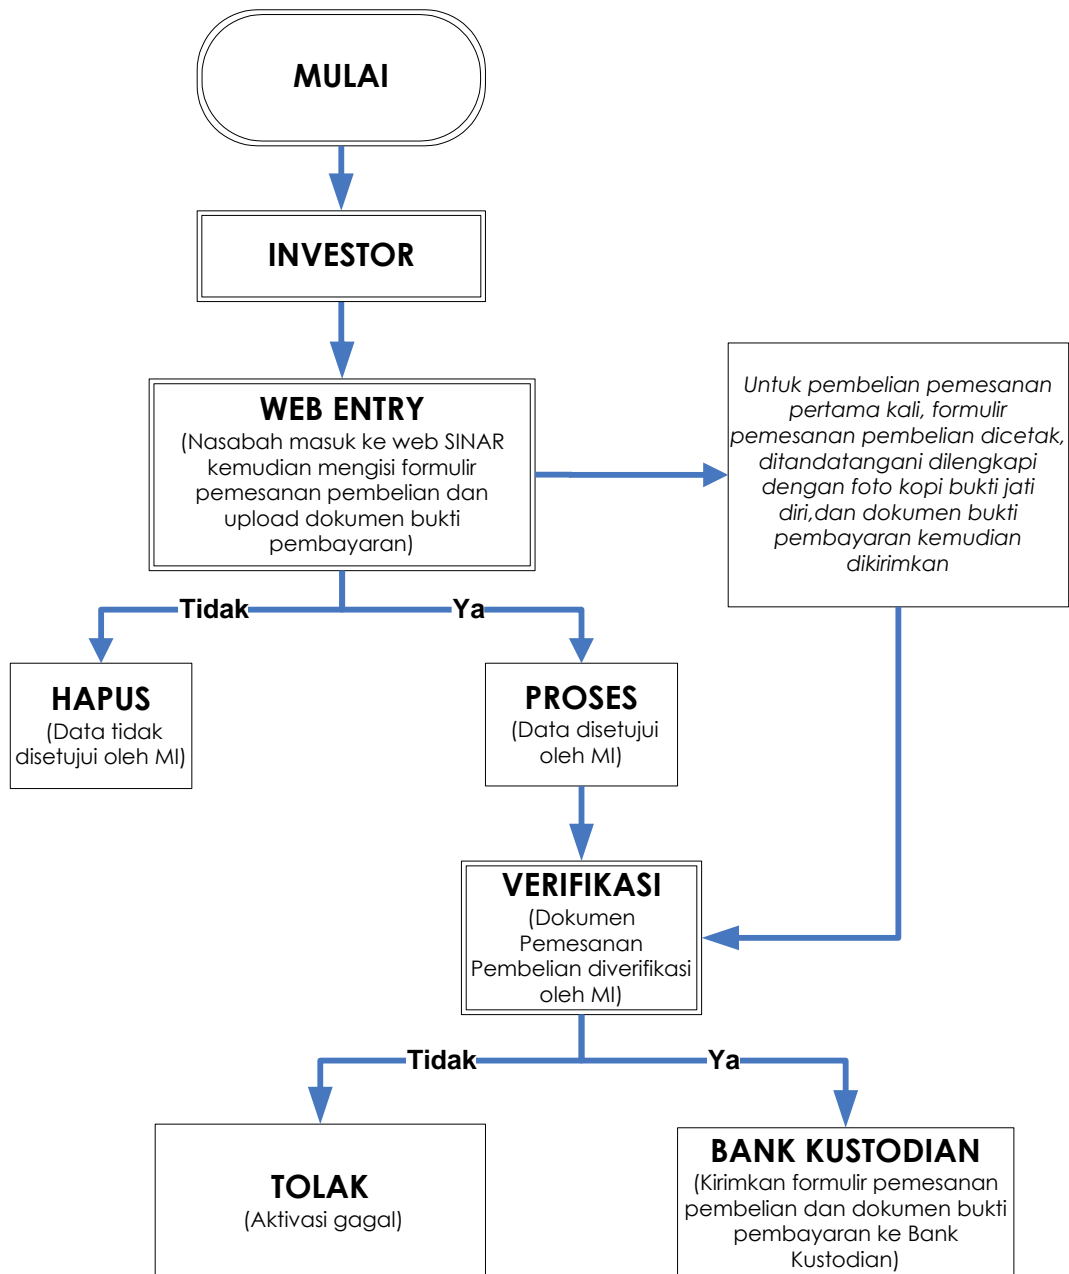 MULAI
INVESTOR
WEB ENTRY
(Nasabah masuk ke web SINAR
kemudian mengisi formulir
pemesanan pembelian dan
upload dokumen bukti
pembayaran)
Untuk pembelian pemesanan
pertama kali, formulir
pemesanan pembelian dicetak,
ditandatangani dilengkapi
dengan foto kopi bukti jati
diri,dan dokumen bukti
pembayaran kemudian
dikirimkan
Tidak
Ya
HAPUS
(Data tidak
disetujui oleh MI)
PROSES
(Data disetujui
oleh MI)
VERIFIKASI
(Dokumen
Pemesanan
Pembelian diverifikasi
oleh MI)
Tidak
Ya
TOLAK
(Aktivasi gagal)
BANK KUSTODIAN
(Kirimkan formulir pemesanan
pembelian dan dokumen bukti
pembayaran ke Bank
Kustodian)